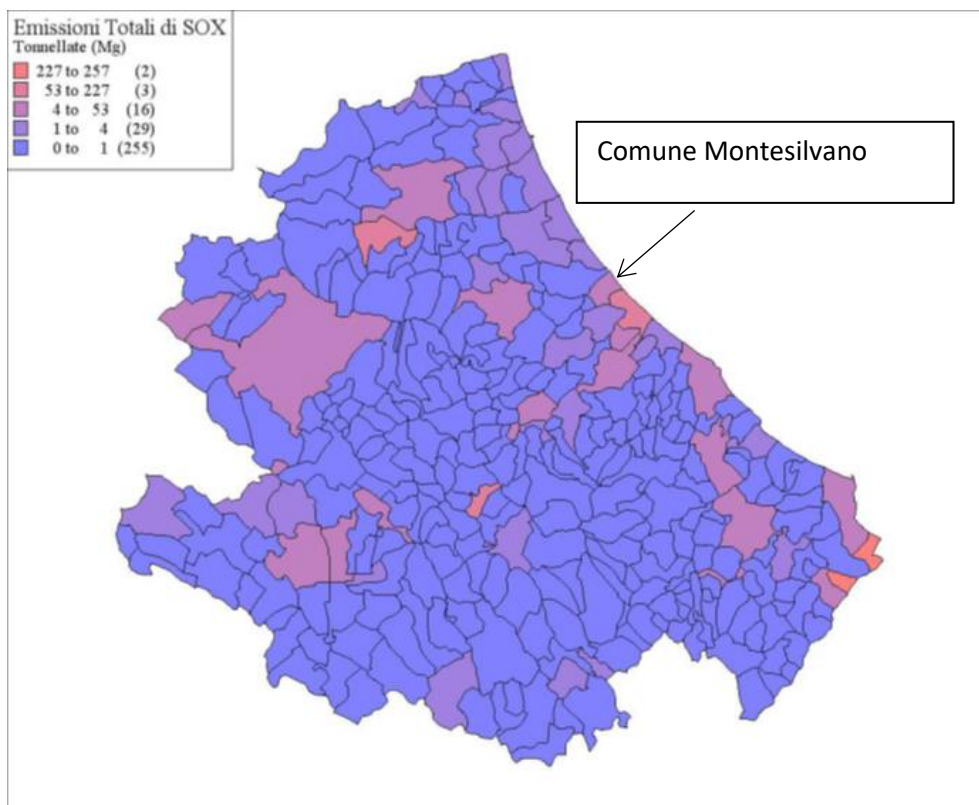 Emissioni Totali di SOX
Tonnellate (Mg)
227 to 257 (2)
53 to 227 (3)
4 to 53 (16)
1 to 4 (29)
0 to 1 (255)
Comune Montesilvano